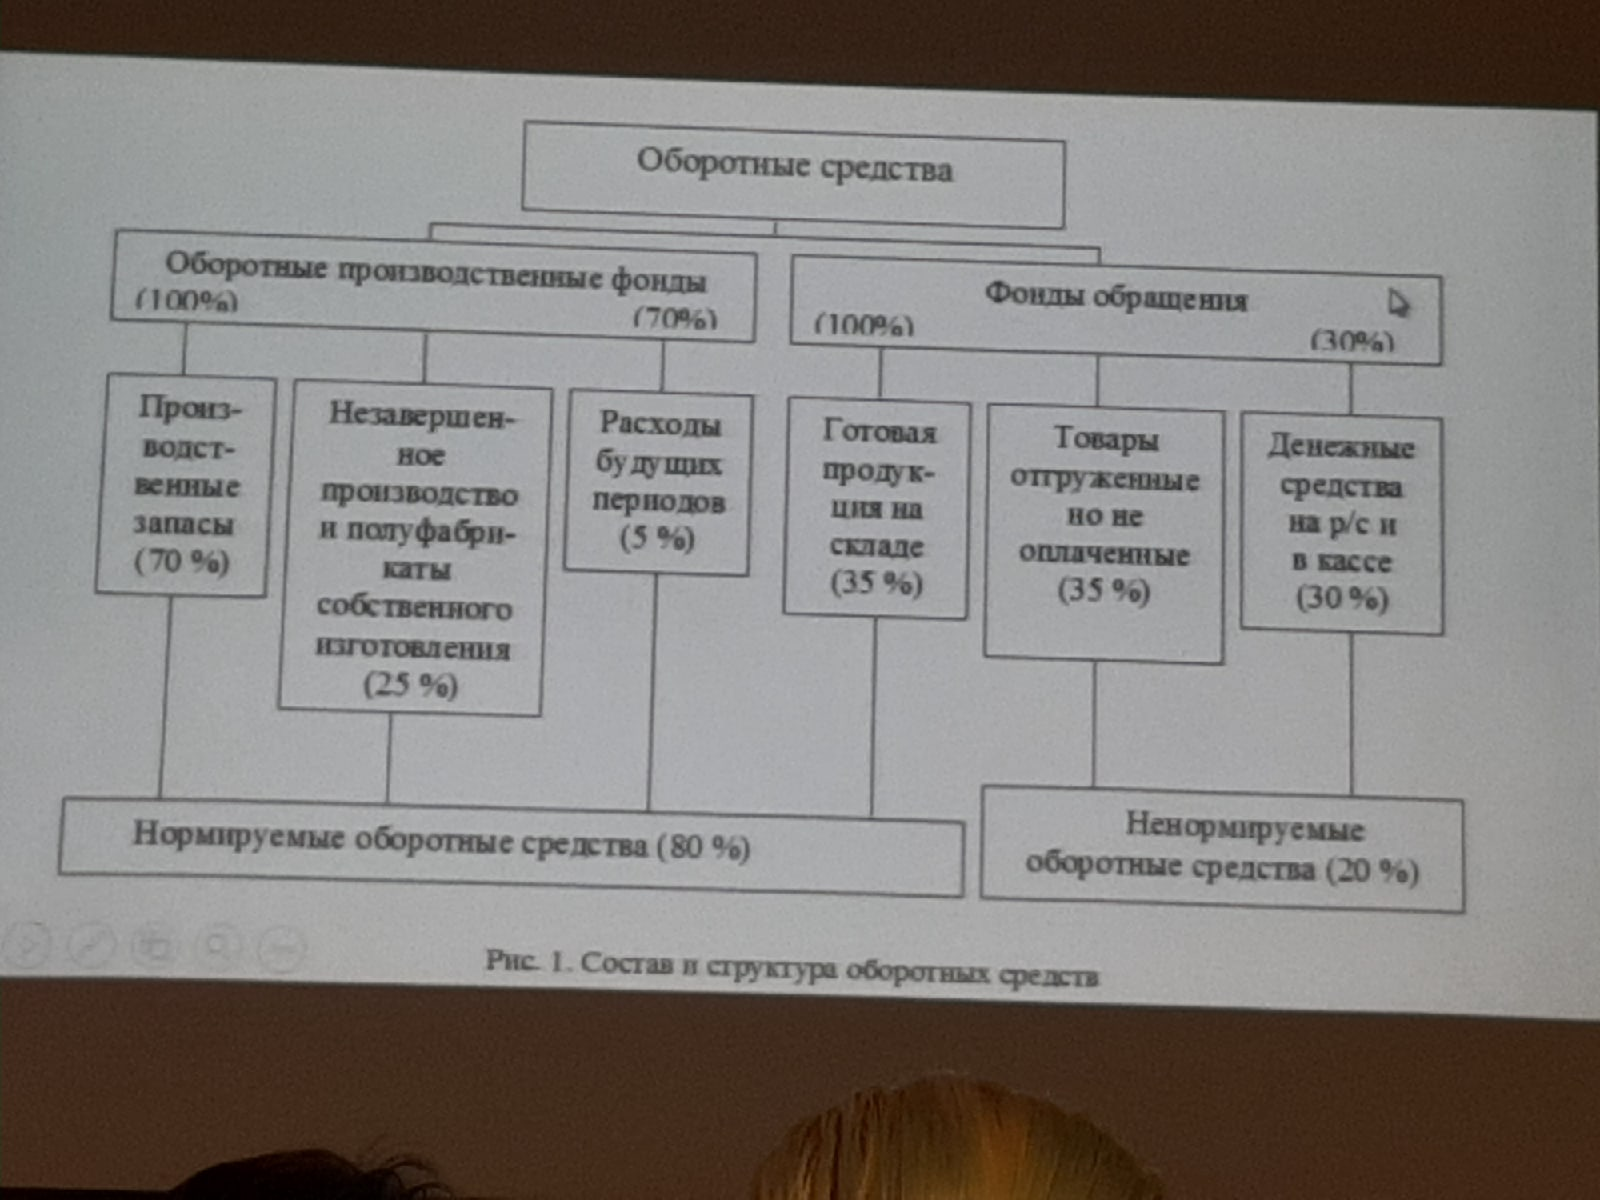 Оборотные средства
Оборотные производственные фонды
(100%)
(70%)
Фонды обращения
(100%)
(30%)
Произ-
водст-
венные
запасы
(70 %)
Незавершен-
ное
производство
и полуфабри-
каты
собственного
изготовления
(25 %)
Расходы
будущих
периодов
(5 %)
Готовая
продук-
ция на
складе
(35 %)
Товары
отгруженные
но не
оплаченные
(35 %)
Денежные
средства
на р/с и
в кассе
(30 %)
Нормируемые оборотные средства (80 %)
Ненормируемые
оборотные средства (20 %)
Рис. 1. Состав и структура оборотных средств